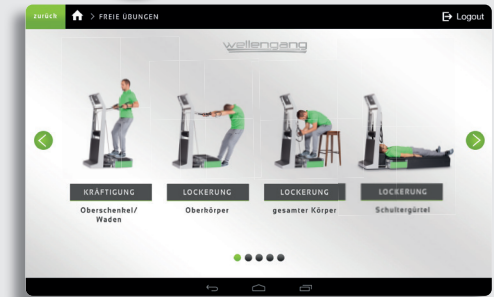 zurück
> FREIE ÜBUNGEN
Logout
wellengang
KRÄFTIGUNG
LOCKERUNG
LOCKERUNG
LOCKERUNG
Oberschenkel/
Waden
Oberkörper
gesamter Körper
Schultergürtel